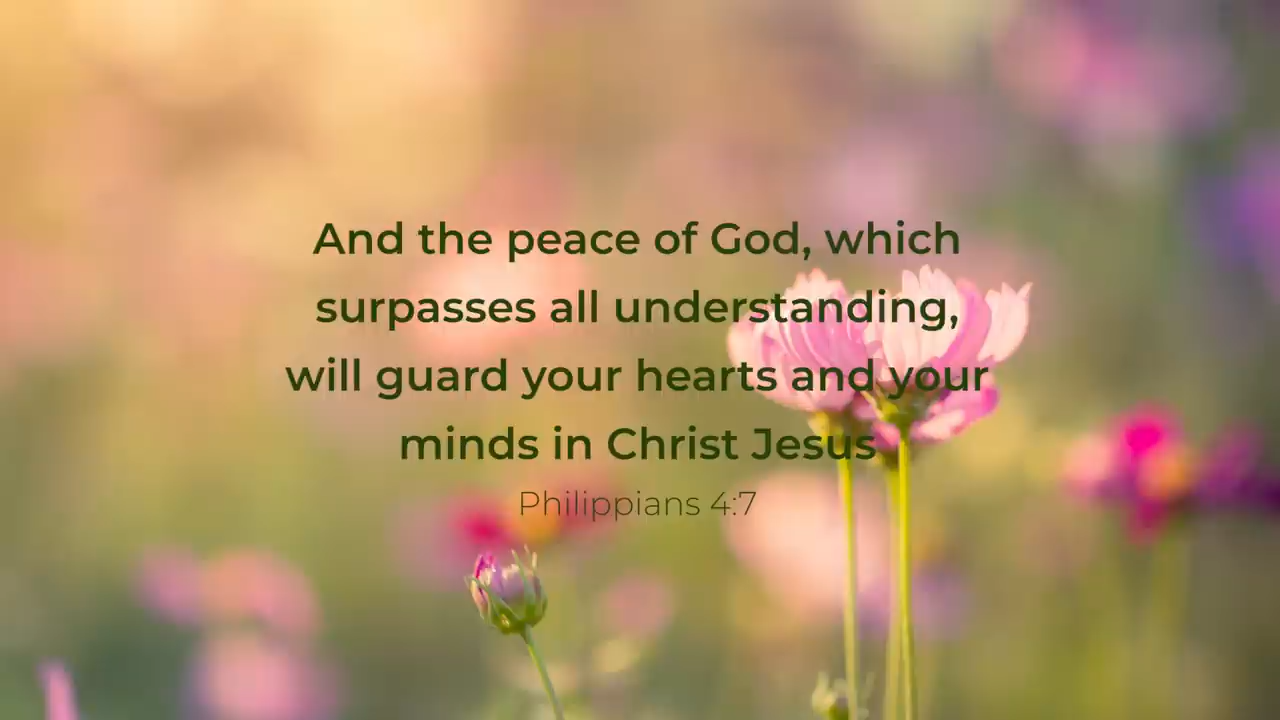 And the peace of God, which
surpasses all understanding,
will guard your hearts and your
minds in Christ Jesus
Philippians 4:7